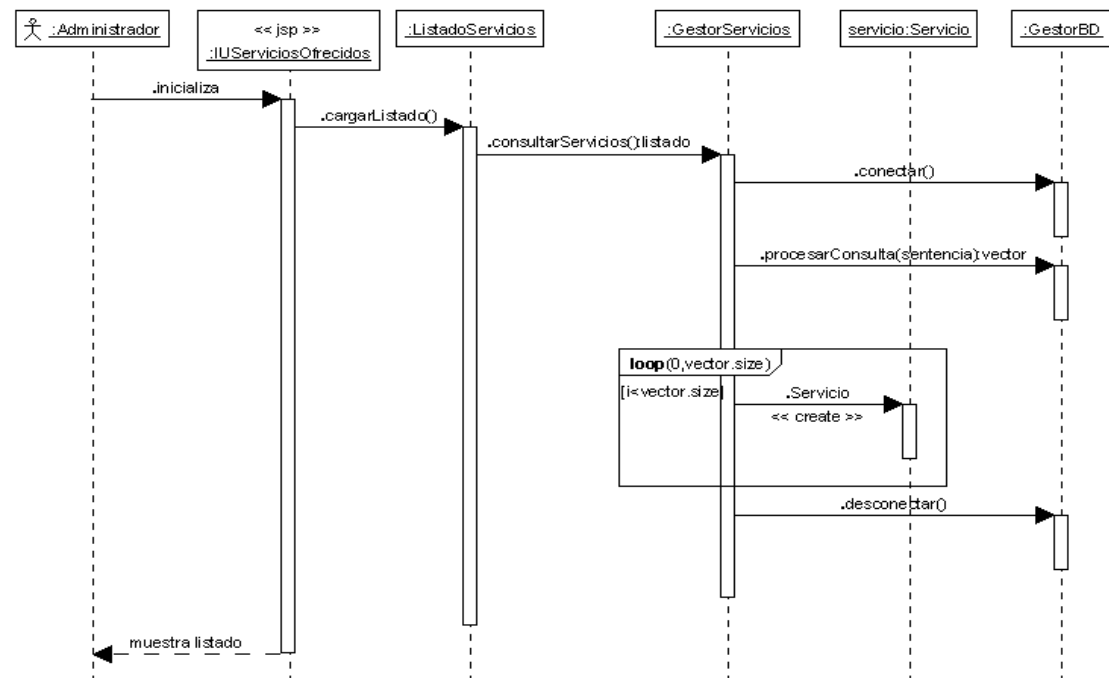 :Administrador
<< jsp >>
:IUServiciosOfrecidos
:ListadoServicios
:GestorServicios
servicio:Servicio
:GestorBD
.inicializa
.cargarListado()
.consultarServicios():listado
.conectar()
.procesarConsulta(sentencia):vector
loop(0,vector.size)
[i<vector.size]
.Servicio
<< create >>
.desconectar()
muestra listado